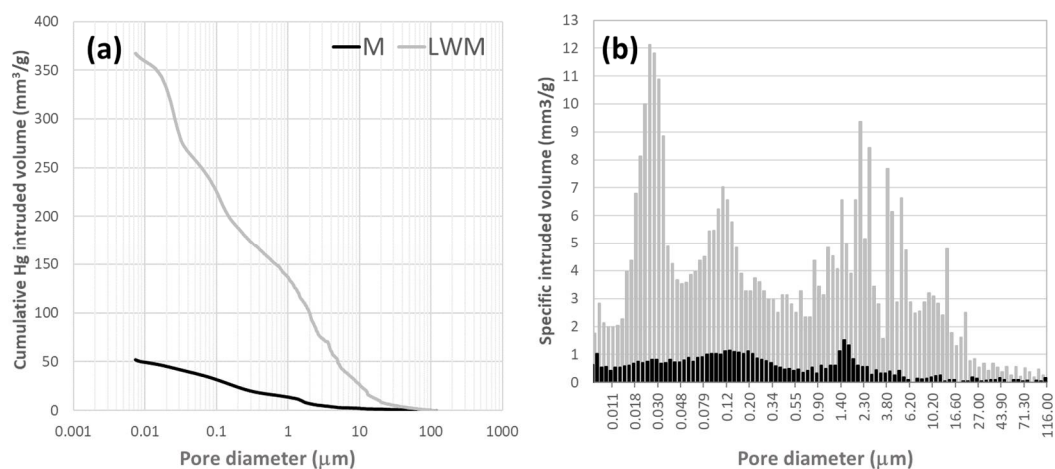 (a)
M LWM
Cumulative Hg intruded volume (mm³/g)
400
350
300
250
200
150
100
50
0
0.001 0.01 0.1 1 10 100 1000
Pore diameter (μm)
(b)
Specific intruded volume (mm3/g)
13
12
11
10
9
8
7
6
5
4
3
2
1
0
0.011 0.018 0.030 0.048 0.079 0.12 0.20 0.34 0.55 0.90 1.40 2.30 3.80 6.20 10.20 16.60 27.00 43.90 71.30 116.00
Pore diameter (μm)